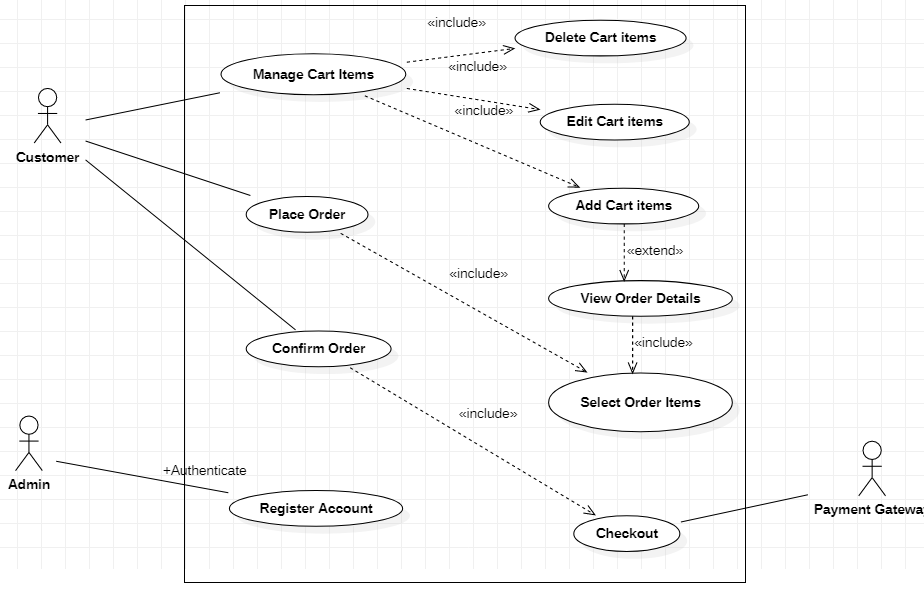 «include»
Delete Cart items
Manage Cart Items
«include»
«include»
Edit Cart items
Customer
Add Cart items
Place Order
«extend»
«include»
View Order Details
«include»
Confirm Order
Select Order Items
«include»
+Authenticate
Admin
Register Account
Payment Gateway
Checkout